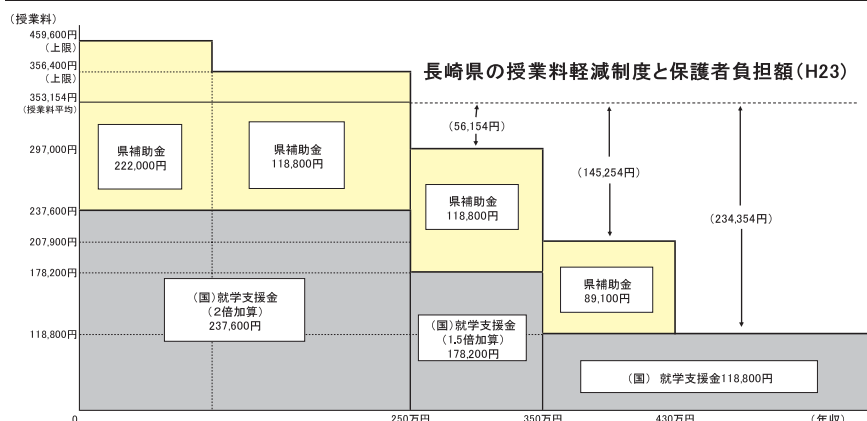 (授業料)
長崎県の授業料軽減制度と保護者負担額(H23)
459,600円
(上限)
356,400円
(上限)
353,154円
(授業料平均)
297,000円
237,600円
207,900円
178,200円
118,800円
県補助金
222,000円
県補助金
118,800円
(56,154円)
県補助金
118,800円
(145,254円)
県補助金
89,100円
(234,354円)
(国)就学支援金
(2倍加算)
237,600円
(国)就学支援金
(1.5倍加算)
178,200円
(国) 就学支援金118,800円
0
250万円
350万円
430万円
(年収)